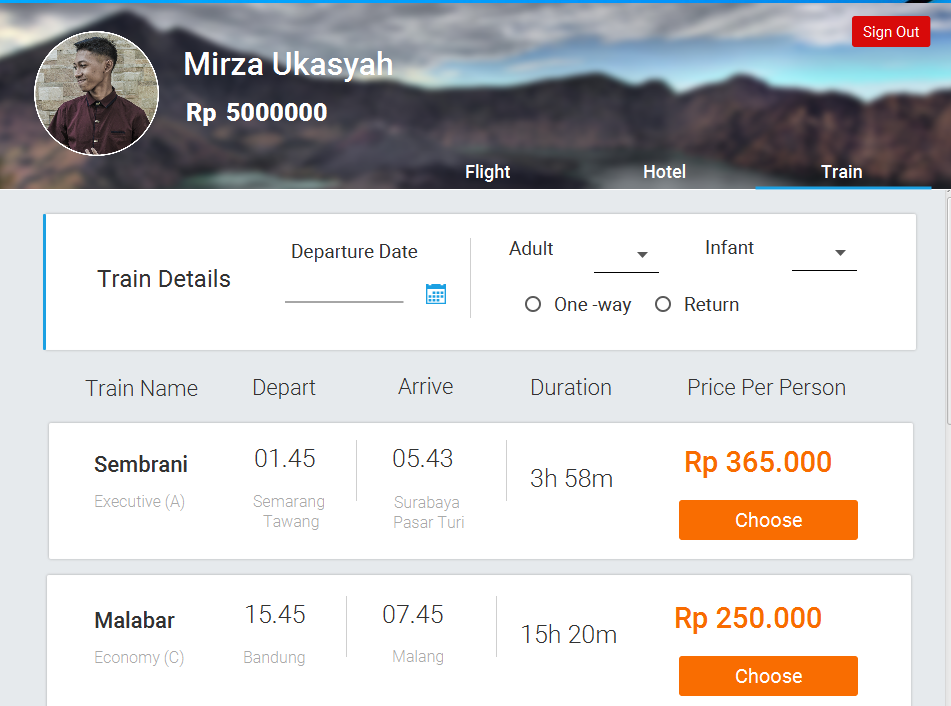 Sign Out
Mirza Ukasyah
Rp 5000000
Flight Hotel Train
Train Details
Departure Date
Adult
Infant
One -way
Return
Train Name Depart Arrive Duration Price Per Person
Sembrani
Executive (A)
01.45
Semarang
Tawang
05.43
Surabaya
Pasar Turi
3h 58m
Rp 365.000
Choose
Malabar
Economy (C)
15.45
Bandung
07.45
Malang
15h 20m
Rp 250.000
Choose